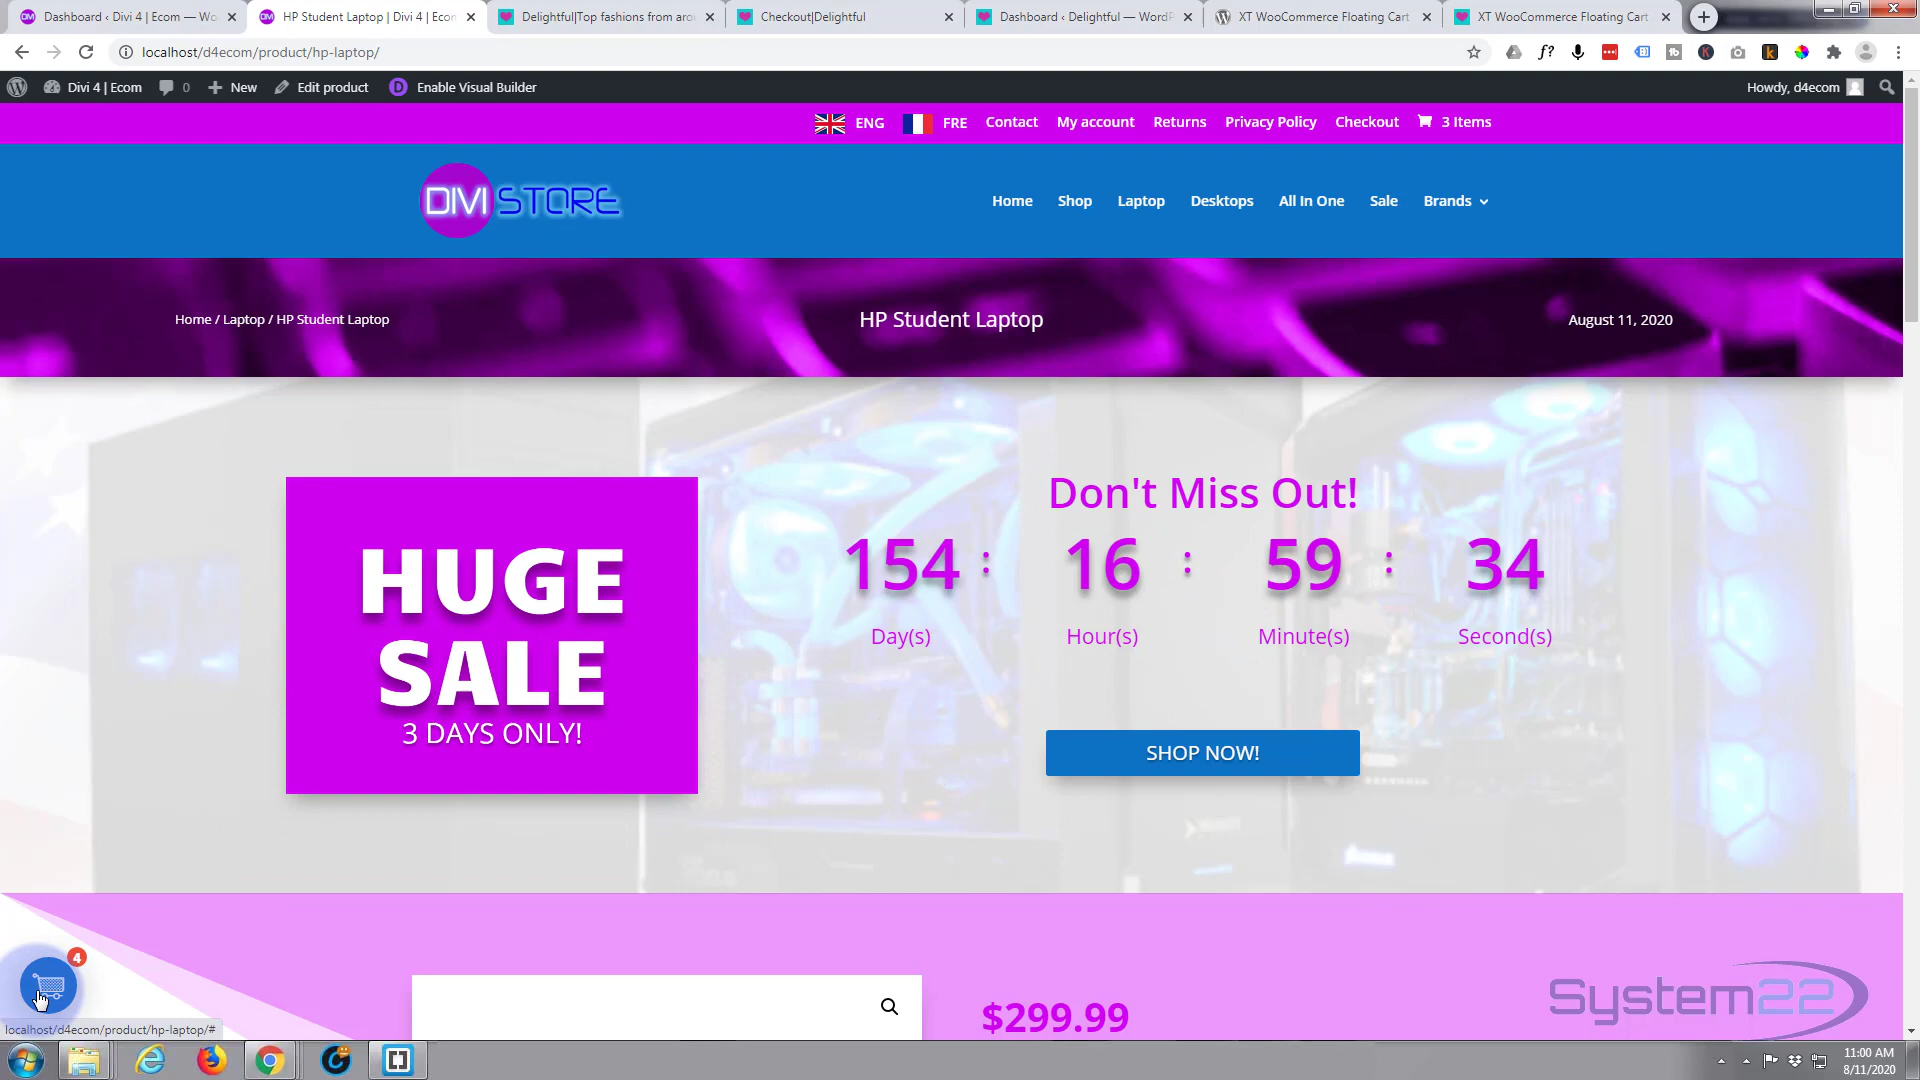 Dashboard ‹ Divi 4 | Ecom — Wo
HP Student Laptop | Divi 4 | Econ
Delightful|Top fashions from arou
Checkout|Delightful
Dashboard ‹ Delightful — WordP
XT WooCommerce Floating Cart
XT WooCommerce Floating Cart
localhost/d4ecom/product/hp-laptop/
Divi 4 | Ecom
0
New
Edit product
Enable Visual Builder
Howdy, d4ecom
ENG
FRE
Contact
My account
Returns
Privacy Policy
Checkout
3 Items
DIVI STORE
Home
Shop
Laptop
Desktops
All In One
Sale
Brands
Home / Laptop / HP Student Laptop
HP Student Laptop
August 11, 2020
HUGE
SALE
3 DAYS ONLY!
Don't Miss Out!
154 : 16 : 59 : 34
Day(s)
Hour(s)
Minute(s)
Second(s)
SHOP NOW!
4
$299.99
System22
localhost/d4ecom/product/hp-laptop/#
11:00 AM
8/11/2020